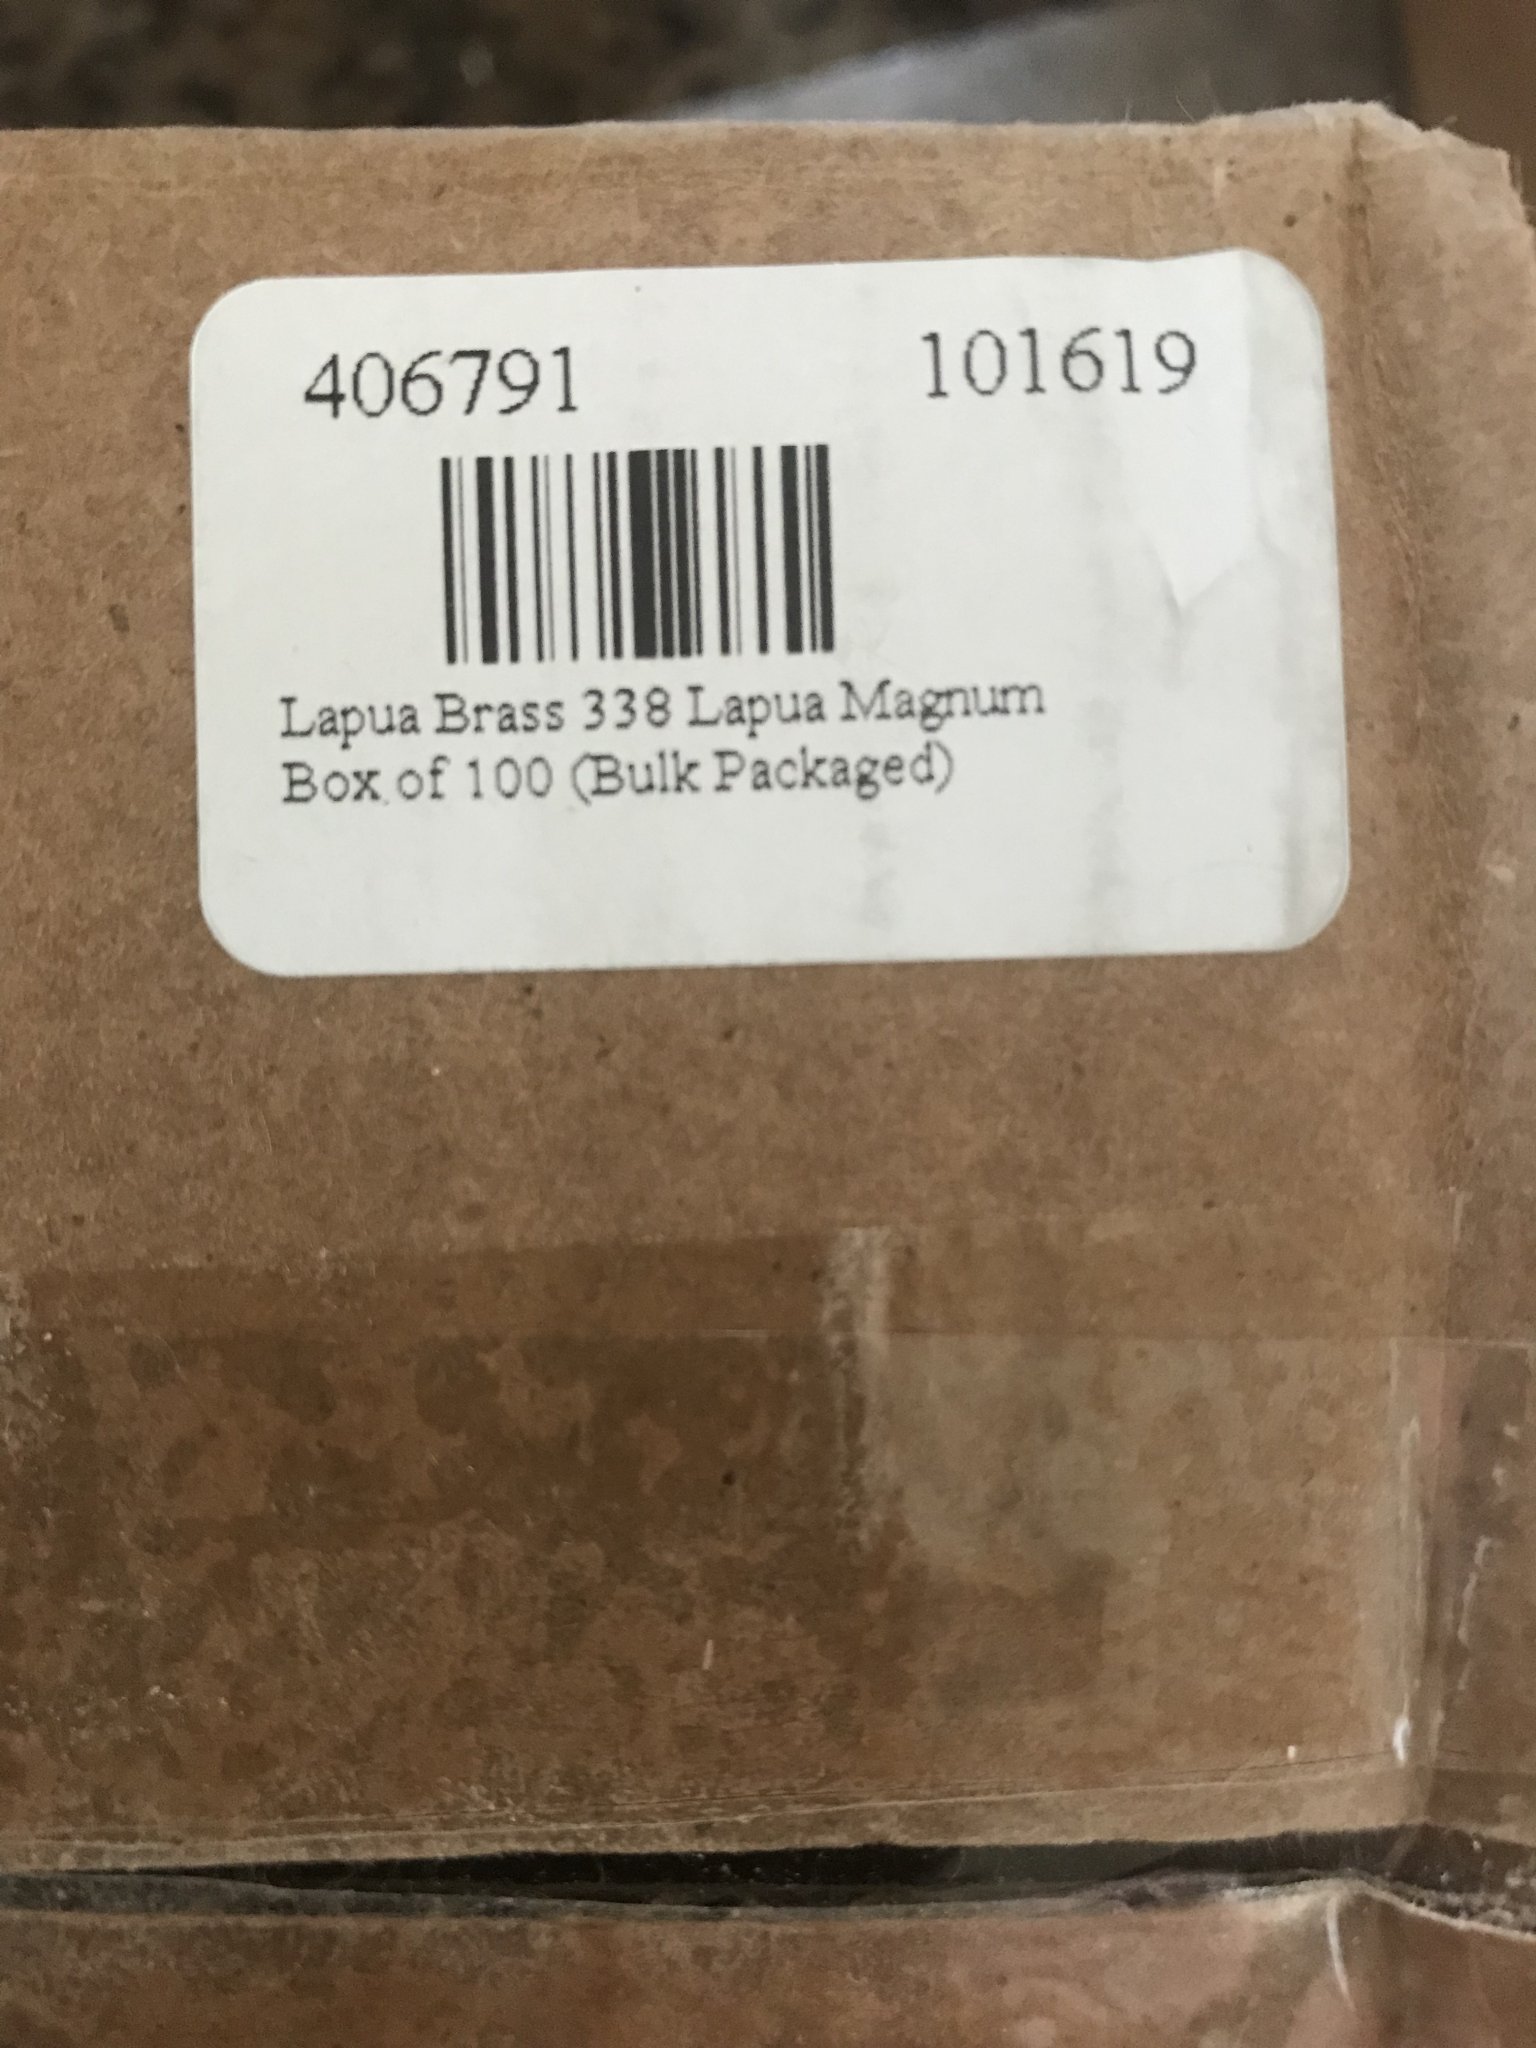 406791 101619
Lapua Brass 338 Lapua Magnum
Box of 100 (Bulk Packaged)